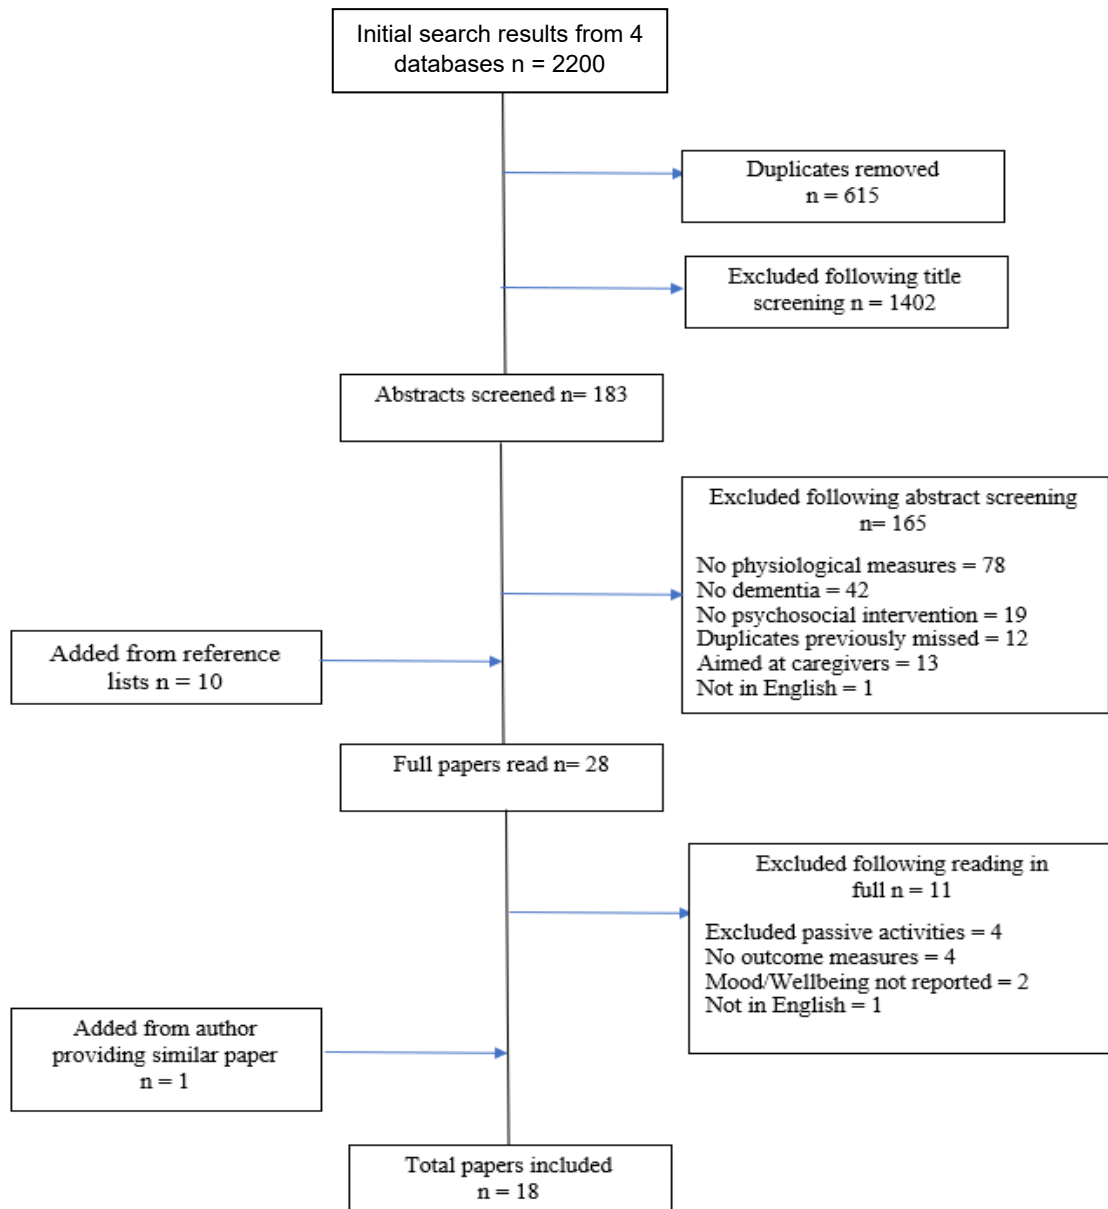 Initial search results from 4
databases n = 2200
Duplicates removed
n = 615
Excluded following title
screening n = 1402
Abstracts screened n= 183
Excluded following abstract screening
n= 165
No physiological measures = 78
No dementia = 42
No psychosocial intervention = 19
Duplicates previously missed = 12
Aimed at caregivers = 13
Not in English = 1
Added from reference
lists n = 10
Full papers read n= 28
Excluded following reading in
full n = 11
Excluded passive activities = 4
No outcome measures = 4
Mood/Wellbeing not reported = 2
Not in English = 1
Added from author
providing similar paper
n = 1
Total papers included
n = 18